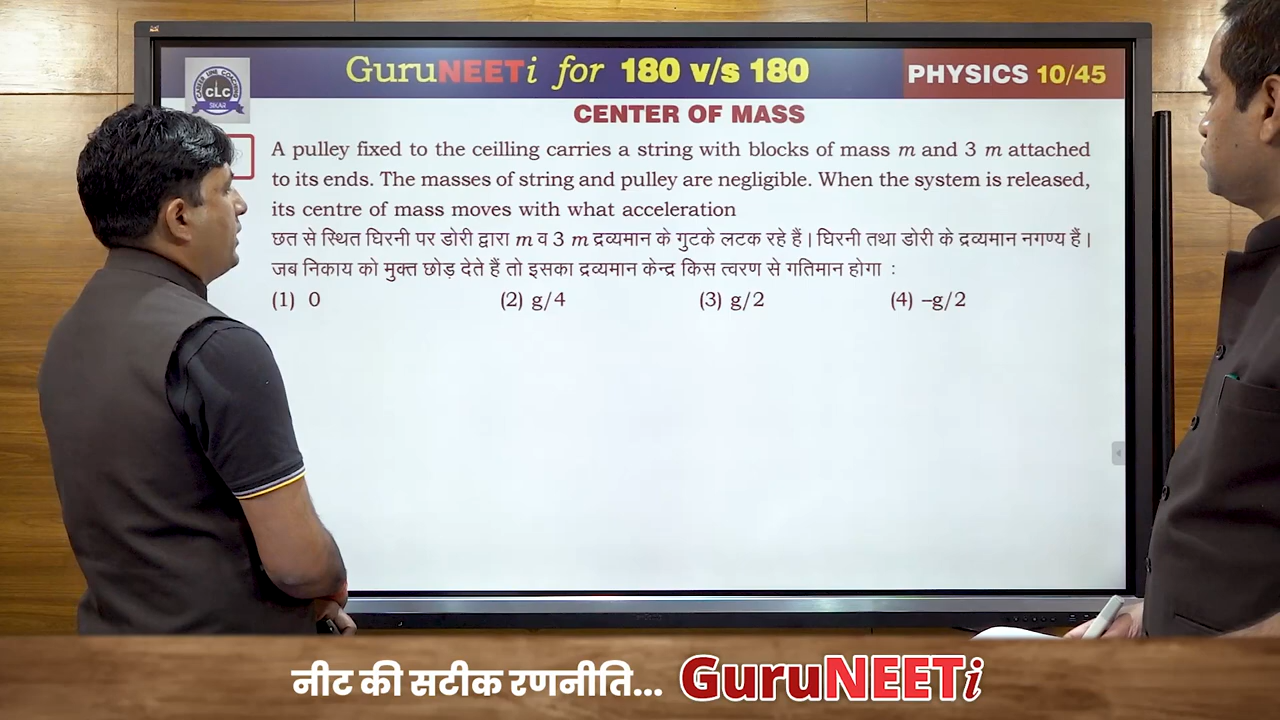 GuruNEETi for 180 v/s 180
PHYSICS 10/45
CLC
SIKAR
CENTER OF MASS
A pulley fixed to the ceilling carries a string with blocks of mass m and 3 m attached
to its ends. The masses of string and pulley are negligible. When the system is released,
its centre of mass moves with what acceleration
छत से स्थित घिरनी पर डोरी द्वारा m व 3 m द्रव्यमान के गुटके लटक रहे हैं। घिरनी तथा डोरी के द्रव्यमान नगण्य हैं।
जब निकाय को मुक्त छोड़ देते हैं तो इसका द्रव्यमान केन्द्र किस त्वरण से गतिमान होगा :
(1) 0 (2) g/4 (3) g/2 (4) –g/2
नीट की सटीक रणनीति... GuruNEETi